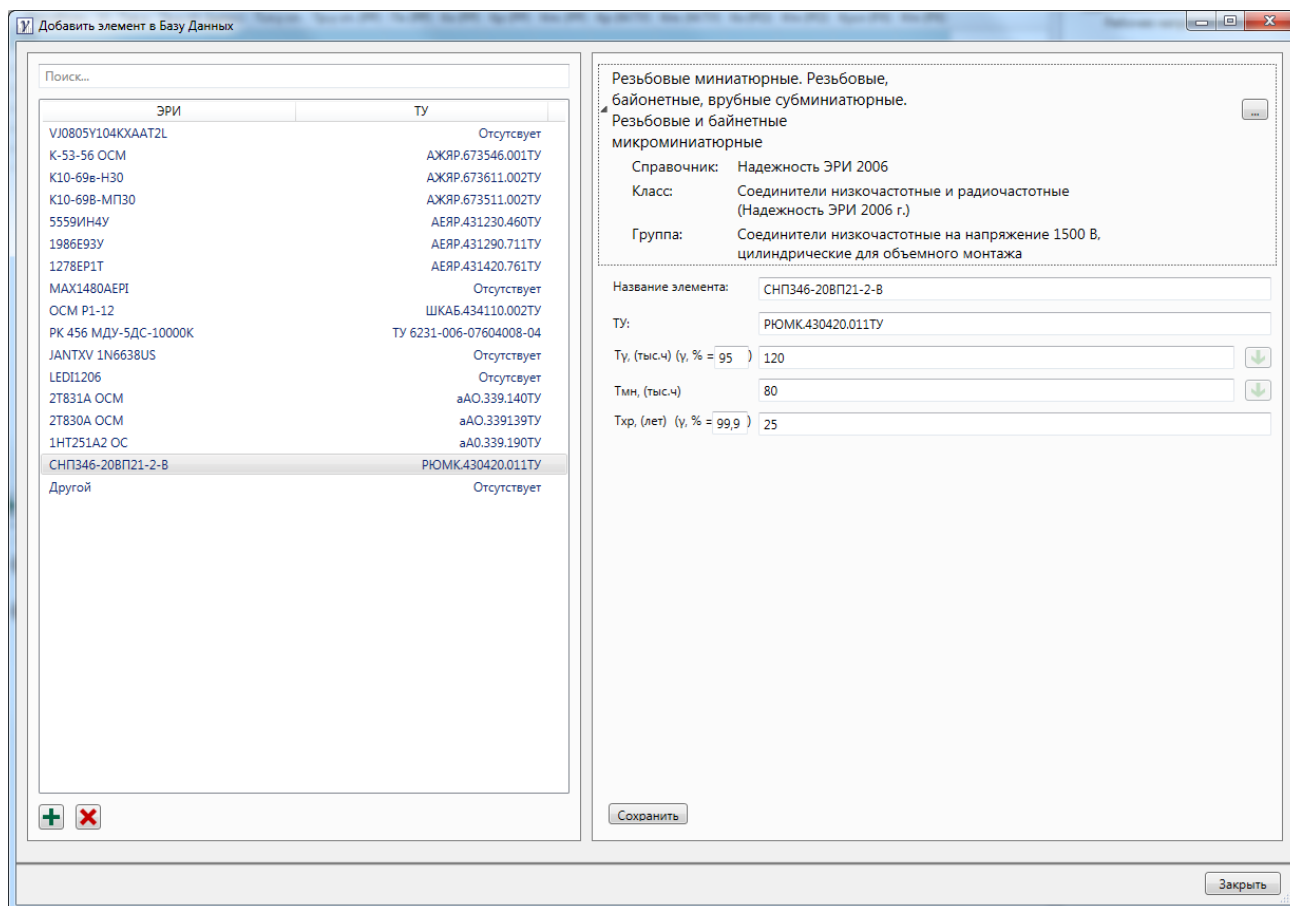 Добавить элемент в Базу Данных
Поиск...
ЭРИ ТУ
VJ0805Y104KXAAT2L Отсутсвует
К-53-56 ОСМ АЖЯР.673546.001ТУ
К10-69в-Н30 АЖЯР.673611.002ТУ
К10-69В-МП30 АЖЯР.673511.002ТУ
5559ИН4У АЕЯР.431230.460ТУ
1986ЕВ3У АЕЯР.431290.711ТУ
1278ЕР1Т АЕЯР.431420.761ТУ
MAX1480AEPI Отсутствует
ОСМ Р1-12 ШКАБ.434110.002ТУ
РК 456 МДУ-5ДС-10000К ТУ 6231-006-07604008-04
JANTXV 1N6638US Отсутствует
LEDI1206 Отсутсвует
2Т831А ОСМ аАО.339.140ТУ
2Т830А ОСМ аАО.339139ТУ
1НТ251А2 ОС аА0.339.190ТУ
СНП346-20ВП21-2-В РЮМК.430420.011ТУ
Другой Отсутствует
Резьбовые миниатюрные. Резьбовые,
байонетные, врубные субминиатюрные.
Резьбовые и байнетные
микроминиатюрные
...
Справочник: Надежность ЭРИ 2006
Класс: Соединители низкочастотные и радиочастотные
(Надежность ЭРИ 2006 г.)
Группа: Соединители низкочастотные на напряжение 1500 В,
цилиндрические для объемного монтажа
Название элемента: СНП346-20ВП21-2-В
ТУ: РЮМК.430420.011ТУ
Тγ, (тыс.ч) (γ, % = 95 ) 120
Тмн, (тыс.ч) 80
Тхр, (лет) (γ, % = 99,9 ) 25
Сохранить
Закрыть